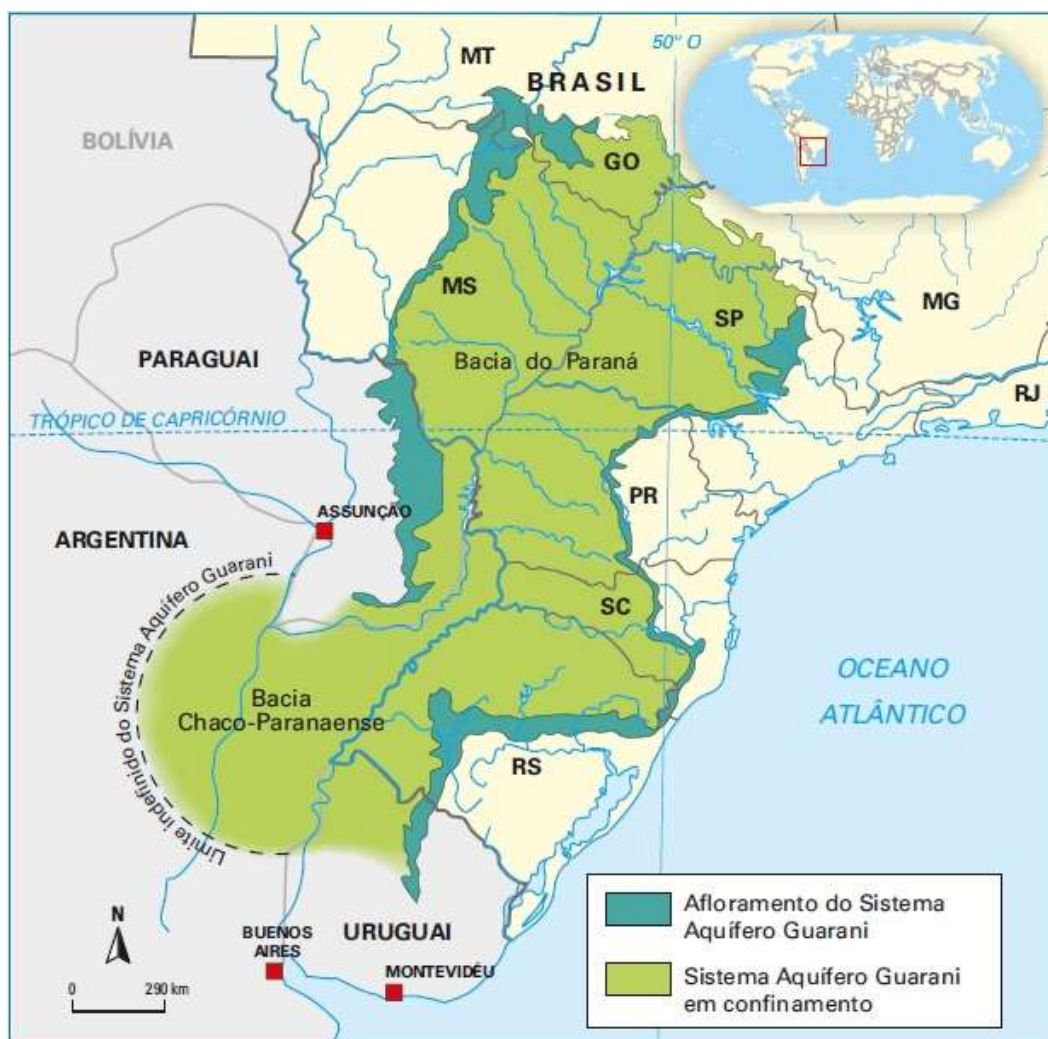 50° O
MT
BRASIL
BOLÍVIA
GO
MS
MG
SP
PARAGUAI
Bacia do Paraná
RJ
TRÓPICO DE CAPRICÓRNIO
PR
ASSUNÇÃO
ARGENTINA
Limite indefinido do Sistema Aquífero Guarani
SC
OCEANO
ATLÂNTICO
Bacia
Chaco-Paranaense
RS
N
BUENOS
AIRES
URUGUAI
MONTEVIDÉU
0 290 km
Afloramento do Sistema
Aquífero Guarani
Sistema Aquífero Guarani
em confinamento